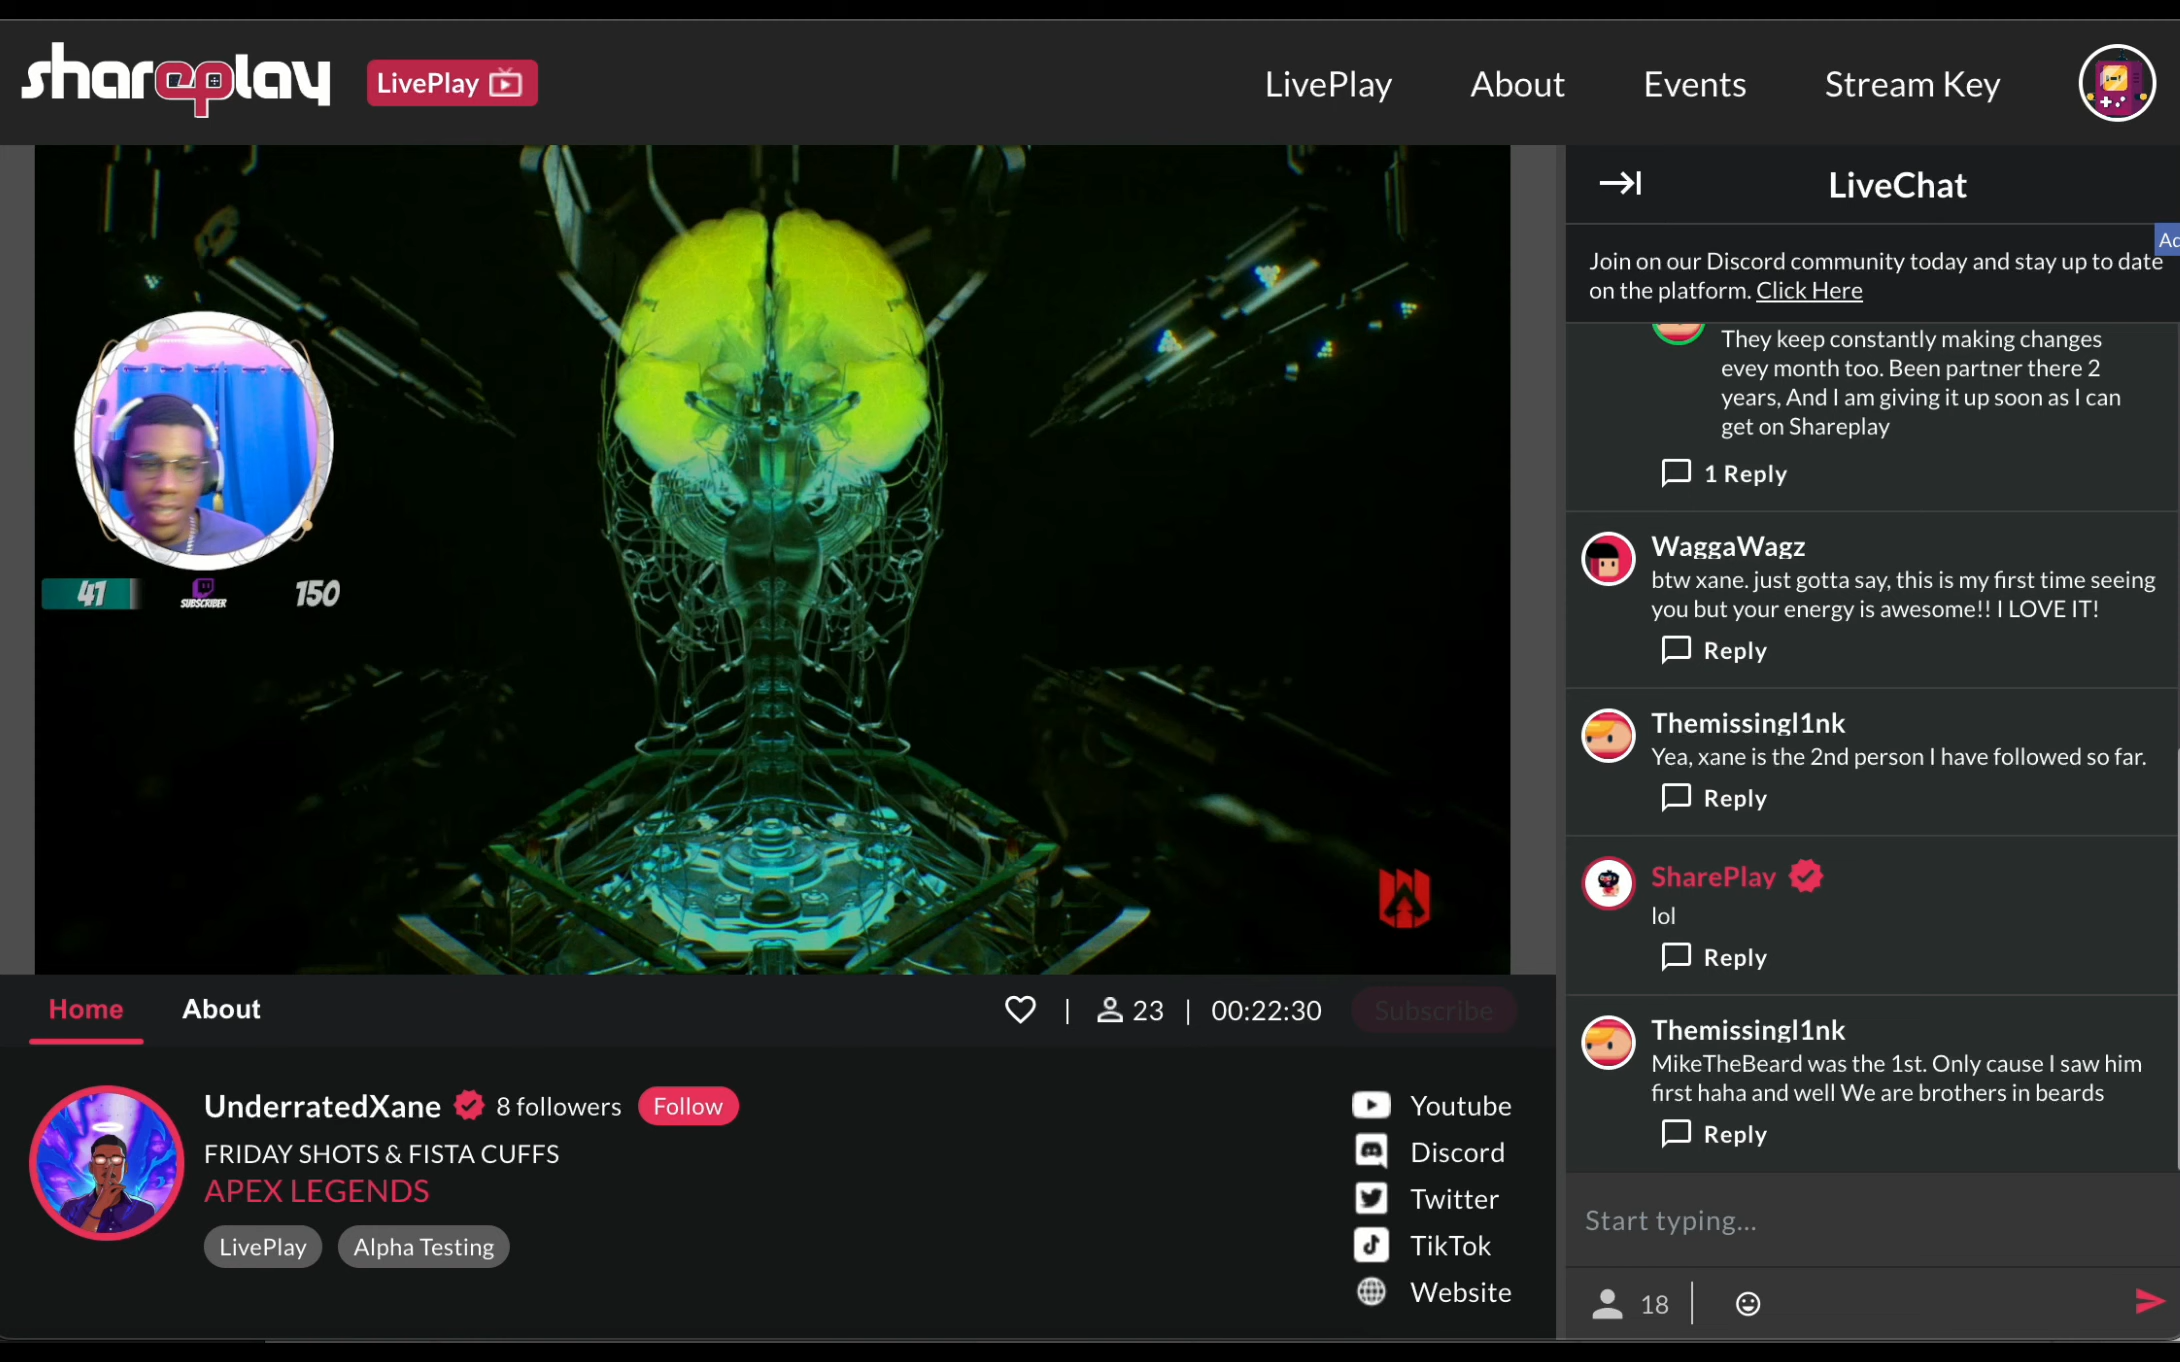 shareplay
LivePlay
LivePlay
About
Events
Stream Key
LiveChat
Join on our Discord community today and stay up to date
on the platform. Click Here
They keep constantly making changes
evey month too. Been partner there 2
years, And I am giving it up soon as I can
get on Shareplay
1 Reply
WaggaWagz
btw xane. just gotta say, this is my first time seeing
you but your energy is awesome!! I LOVE IT!
Reply
Themissingl1nk
Yea, xane is the 2nd person I have followed so far.
Reply
SharePlay
lol
Reply
Themissingl1nk
MikeTheBeard was the 1st. Only cause I saw him
first haha and well We are brothers in beards
Reply
Start typing...
18
41
SUBSCRIBER
150
Home
About
23
00:22:30
Subscribe
UnderratedXane
8 followers
Follow
FRIDAY SHOTS & FISTA CUFFS
APEX LEGENDS
LivePlay
Alpha Testing
Youtube
Discord
Twitter
TikTok
Website